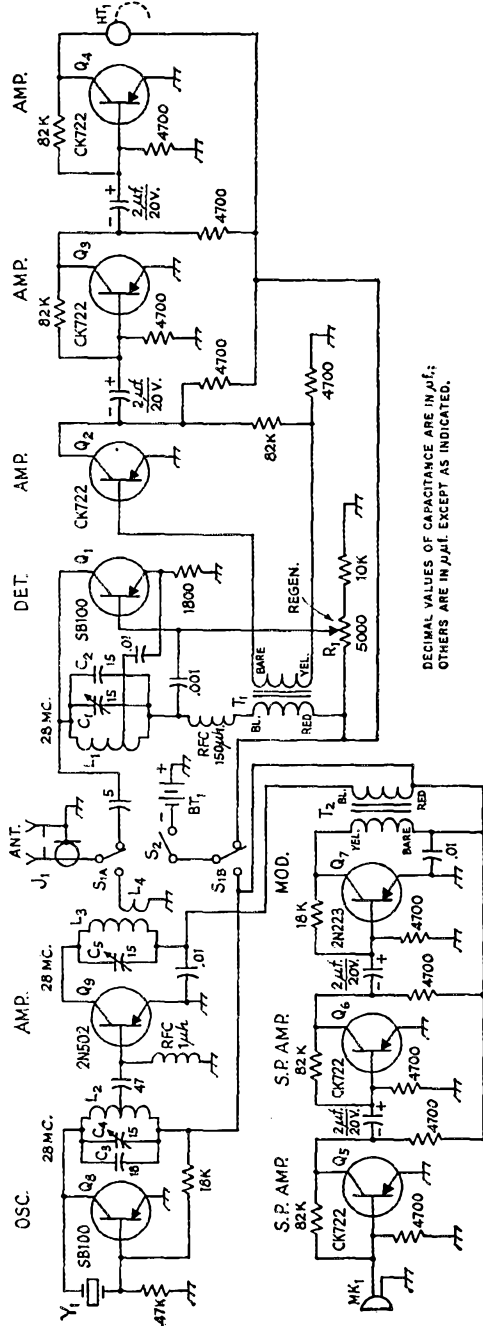 OSC.
28 MC.
AMP.
28 MC.
ANT.
28 MC.
DET.
AMP.
AMP.
AMP.
Y1
SB100
Q8
C3
18
C4
15
L2
47
47K
18K
RFC
1μh
2N502
Q9
C5
15
L3
.01
L4
J1
S1A
5
S2
BT1
S1B
L1
C1
15
C2
15
.01
SB100
Q1
1800
.001
RFC
150μh
T1
BL.
RED
BARE
YEL.
R1
5000
REGEN.
10K
CK722
Q2
82K
4700
4700
2μf.
20V.
82K
CK722
Q3
4700
4700
2μf.
20V.
82K
CK722
Q4
4700
HT1
S.P. AMP.
S.P. AMP.
MOD.
MK1
82K
CK722
Q5
4700
4700
2μf.
20V.
82K
CK722
Q6
4700
4700
2μf.
20V.
18K
2N223
Q7
4700
YEL.
BARE
T2
BL.
RED
.01
DECIMAL VALUES OF CAPACITANCE ARE IN μf.;
OTHERS ARE IN μμf. EXCEPT AS INDICATED.